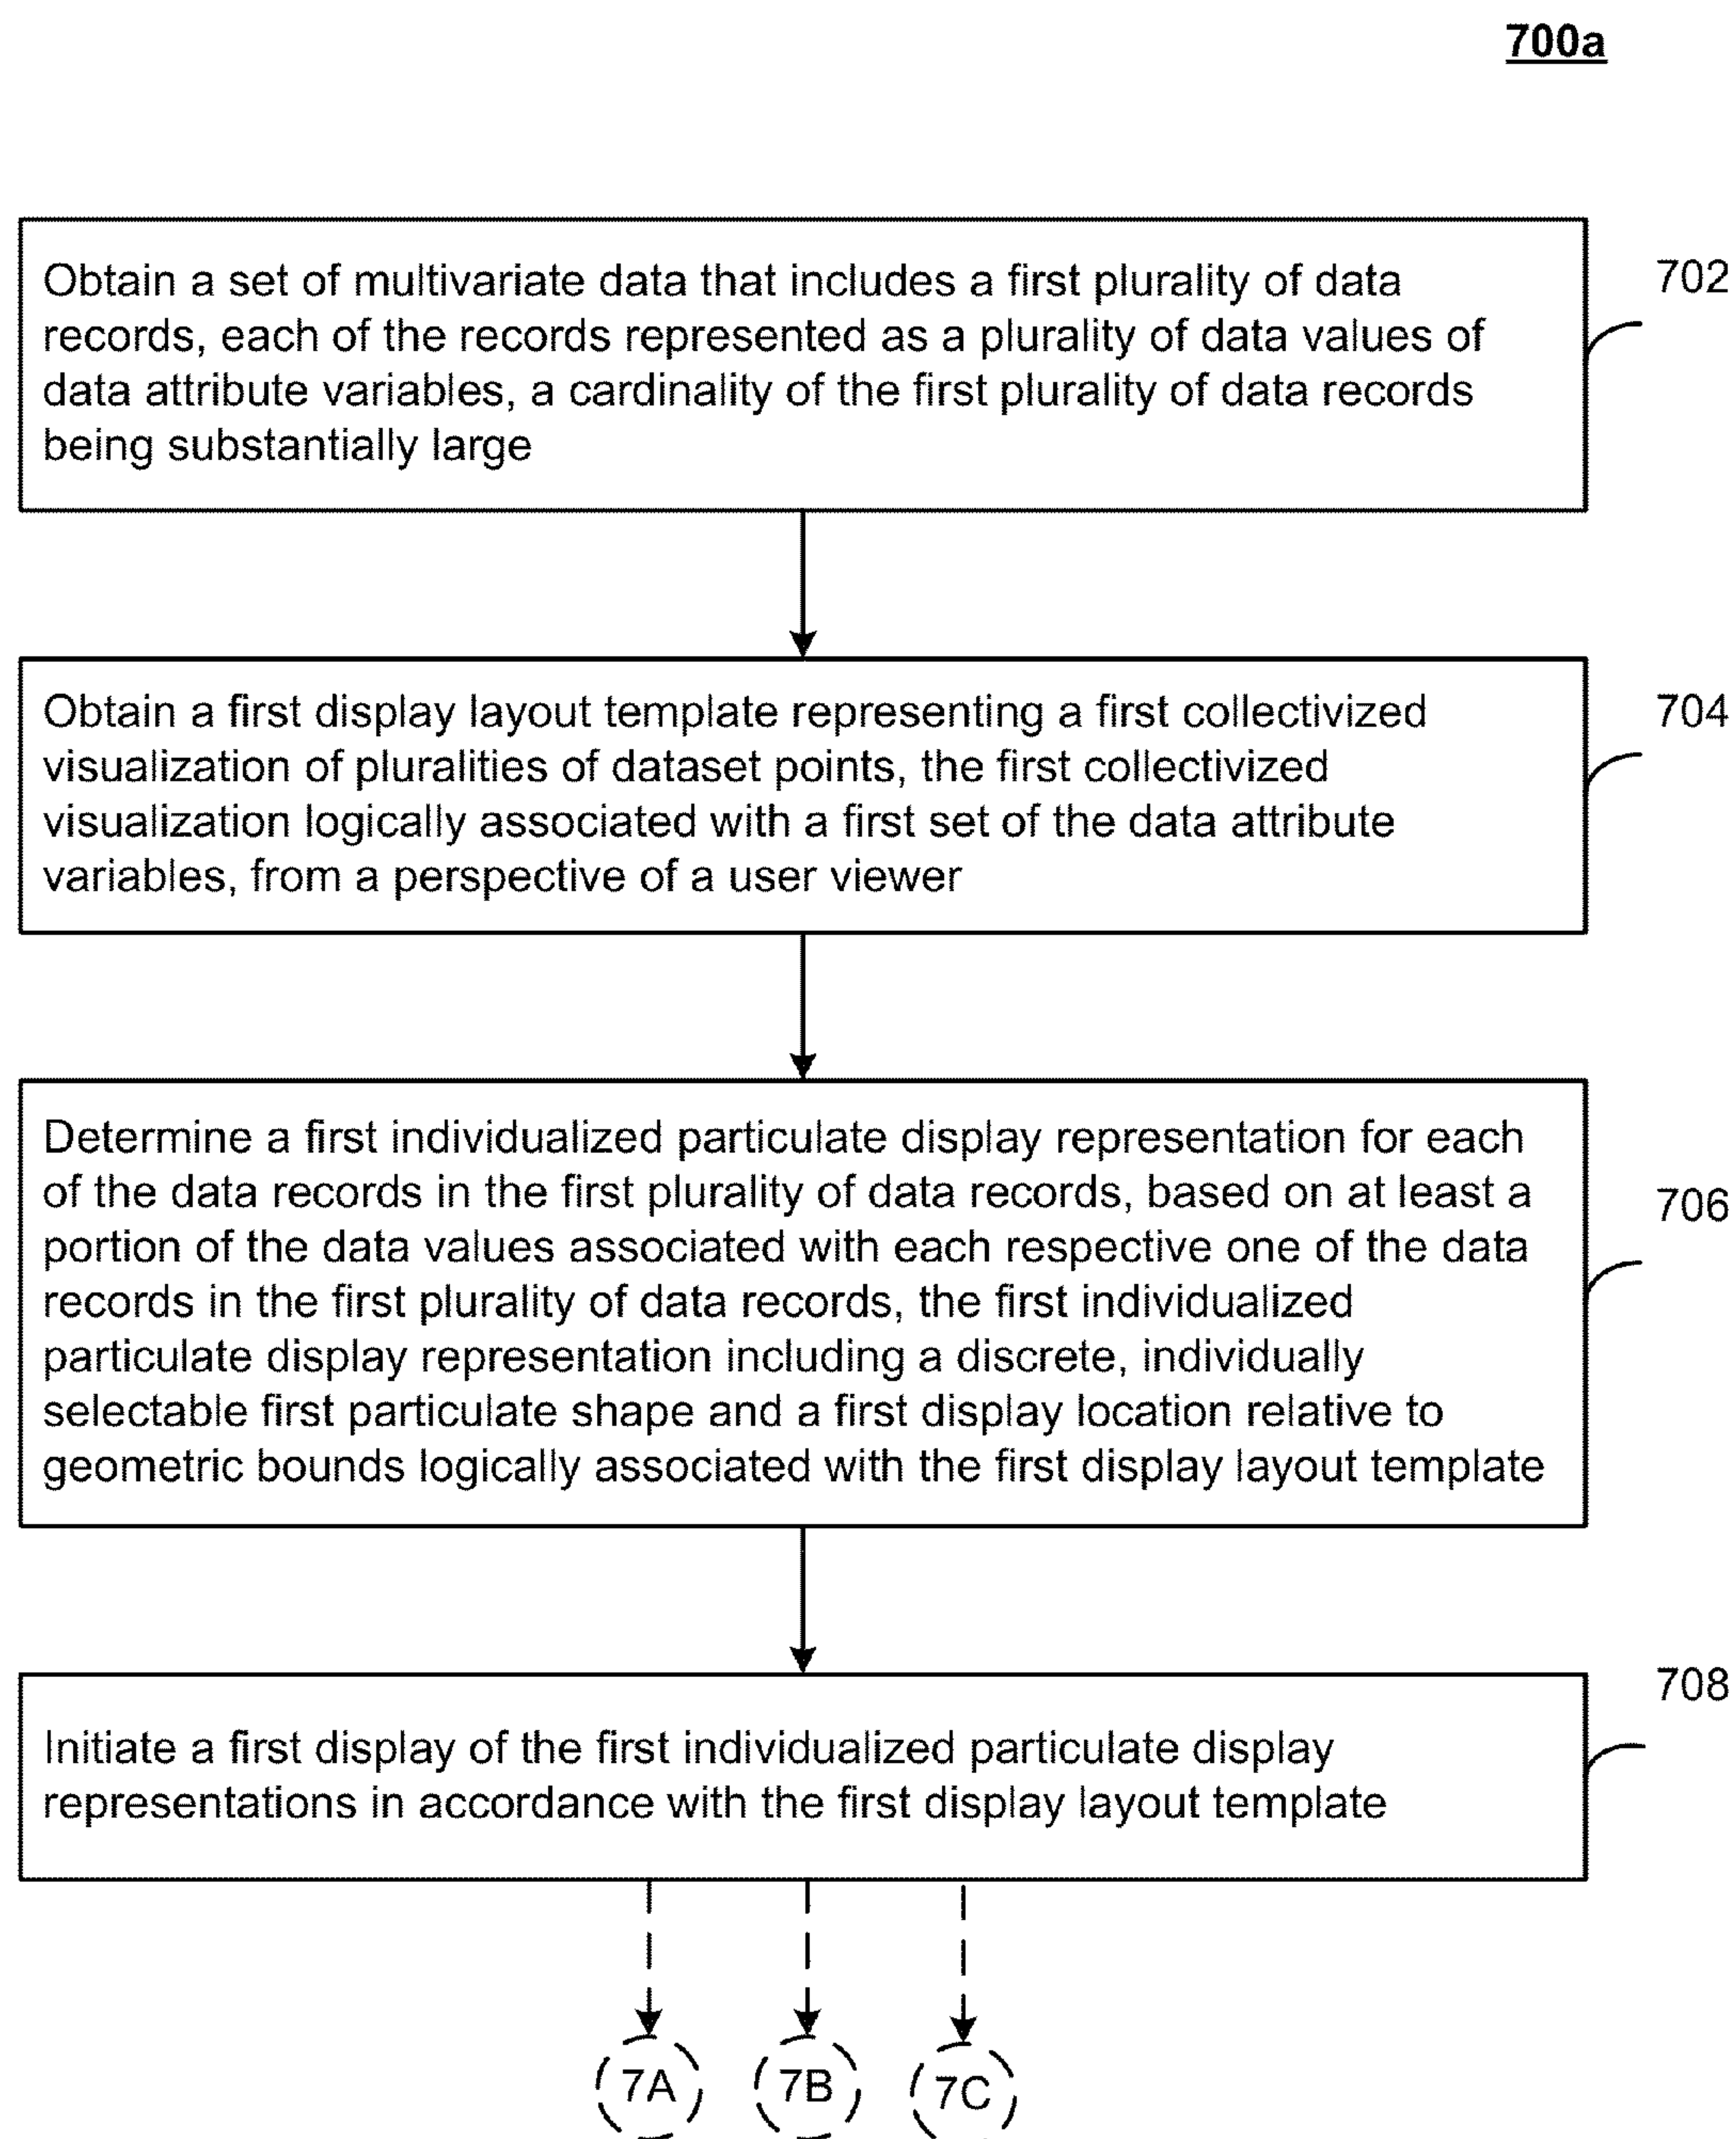 700a
Obtain a set of multivariate data that includes a first plurality of data
records, each of the records represented as a plurality of data values of
data attribute variables, a cardinality of the first plurality of data records
being substantially large
702
Obtain a first display layout template representing a first collectivized
visualization of pluralities of dataset points, the first collectivized
visualization logically associated with a first set of the data attribute
variables, from a perspective of a user viewer
704
Determine a first individualized particulate display representation for each
of the data records in the first plurality of data records, based on at least a
portion of the data values associated with each respective one of the data
records in the first plurality of data records, the first individualized
particulate display representation including a discrete, individually
selectable first particulate shape and a first display location relative to
geometric bounds logically associated with the first display layout template
706
Initiate a first display of the first individualized particulate display
representations in accordance with the first display layout template
708
7A
7B
7C